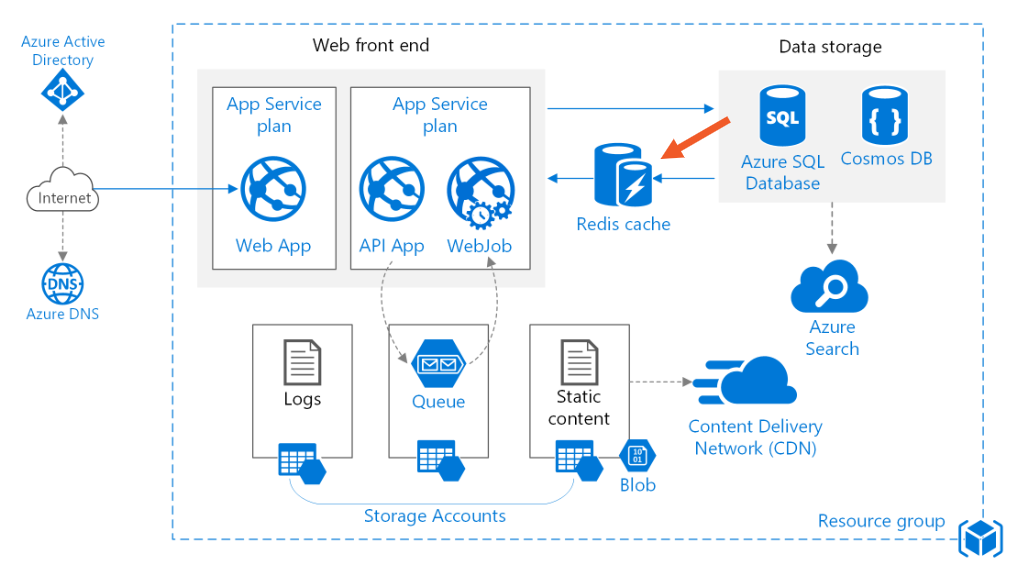 Azure Active
Directory
Internet
DNS
Azure DNS
Web front end
App Service
plan
Web App
App Service
plan
API App
WebJob
Redis cache
Data storage
SQL
Azure SQL
Database
{ }
Cosmos DB
Azure
Search
Logs
Queue
Static
content
10
01
Blob
Storage Accounts
Content Delivery
Network (CDN)
Resource group